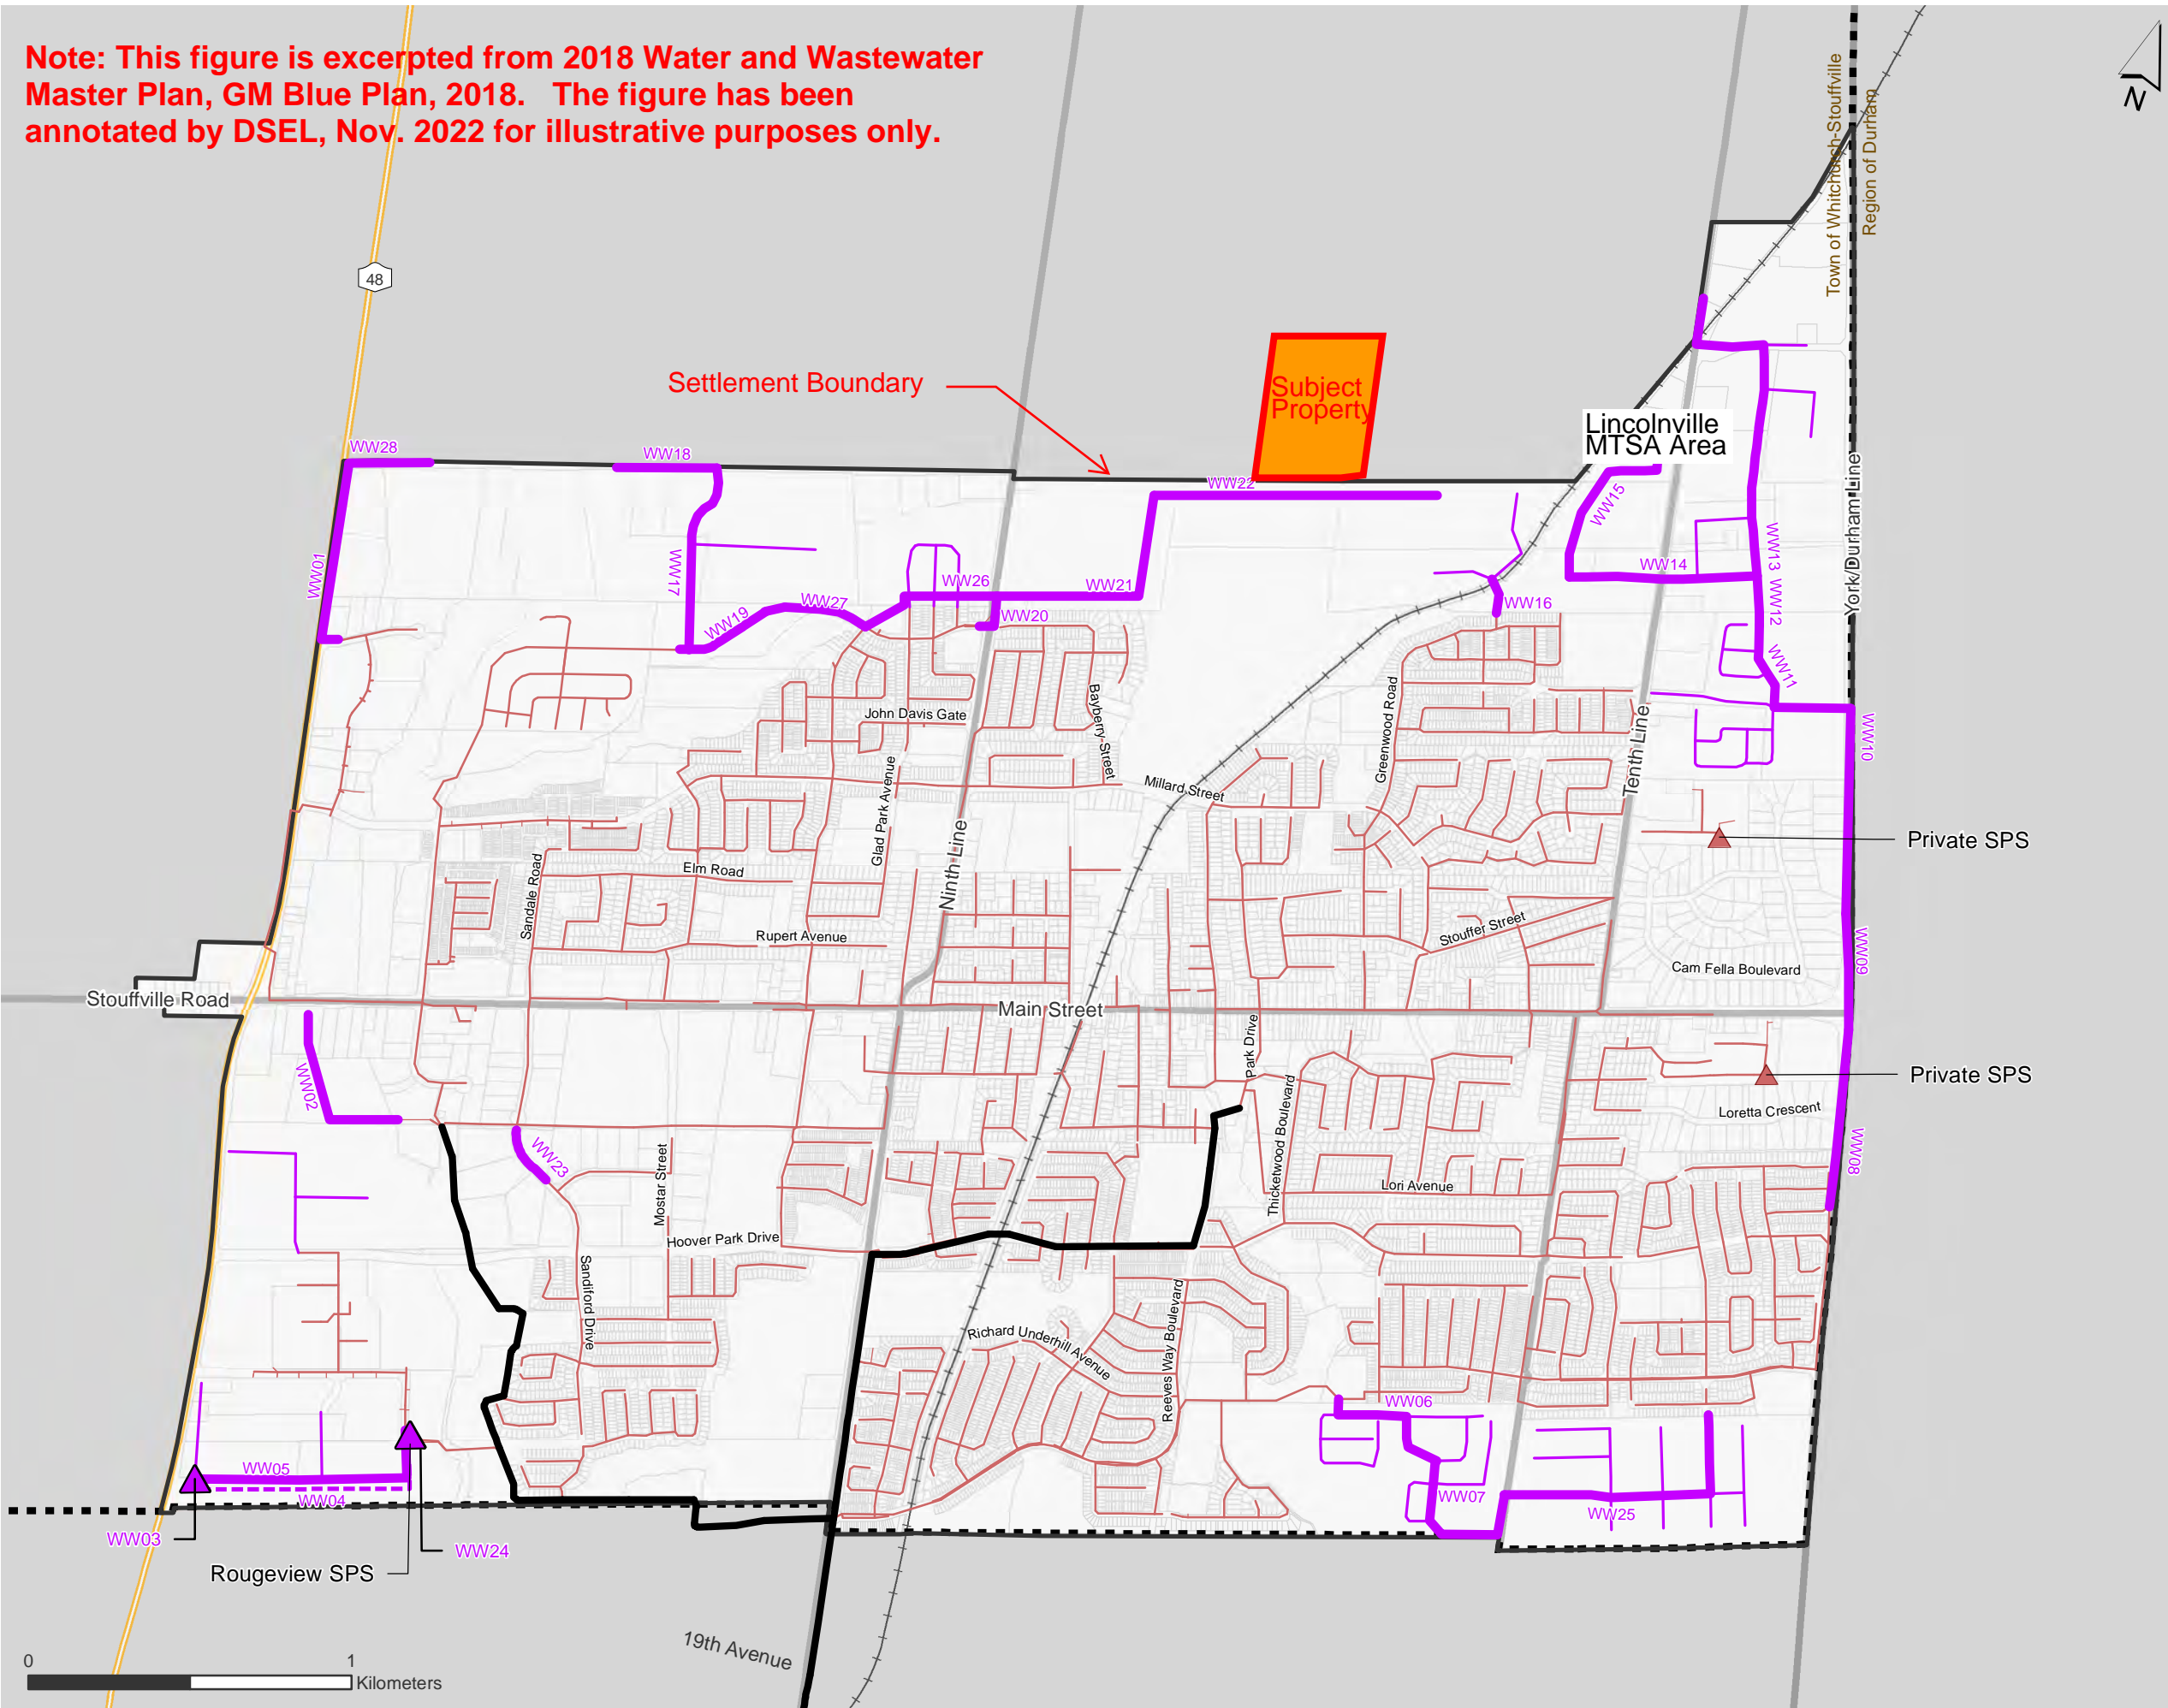 Note: This figure is excerpted from 2018 Water and Wastewater
Master Plan, GM Blue Plan, 2018. The figure has been
annotated by DSEL, Nov. 2022 for illustrative purposes only.
N
Town of Whitchurch-Stouffville
Region of Durham
48
Settlement Boundary
Subject
Property
Lincolnville
MTSA Area
WW28
WW18
WW22
WW15
WW01
WW17
WW26
WW21
WW14
WW13
WW12
York/Durham Line
WW19
WW27
WW20
WW16
WW11
John Davis Gate
Bayberry Street
Greenwood Road
Tenth Line
WW10
Glad Park Avenue
Millard Street
Ninth Line
Private SPS
Sandale Road
Elm Road
Rupert Avenue
Stouffer Street
WW09
Cam Fella Boulevard
Stouffville Road
Main Street
Park Drive
WW02
Private SPS
Thicketwood Boulevard
Loretta Crescent
WW23
Mostar Street
Lori Avenue
WW08
Hoover Park Drive
Sandiford Drive
Richard Underhill Avenue
Reeves Way Boulevard
WW06
WW05
WW04
WW07
WW25
WW03
WW24
Rougeview SPS
19th Avenue
0 1
Kilometers